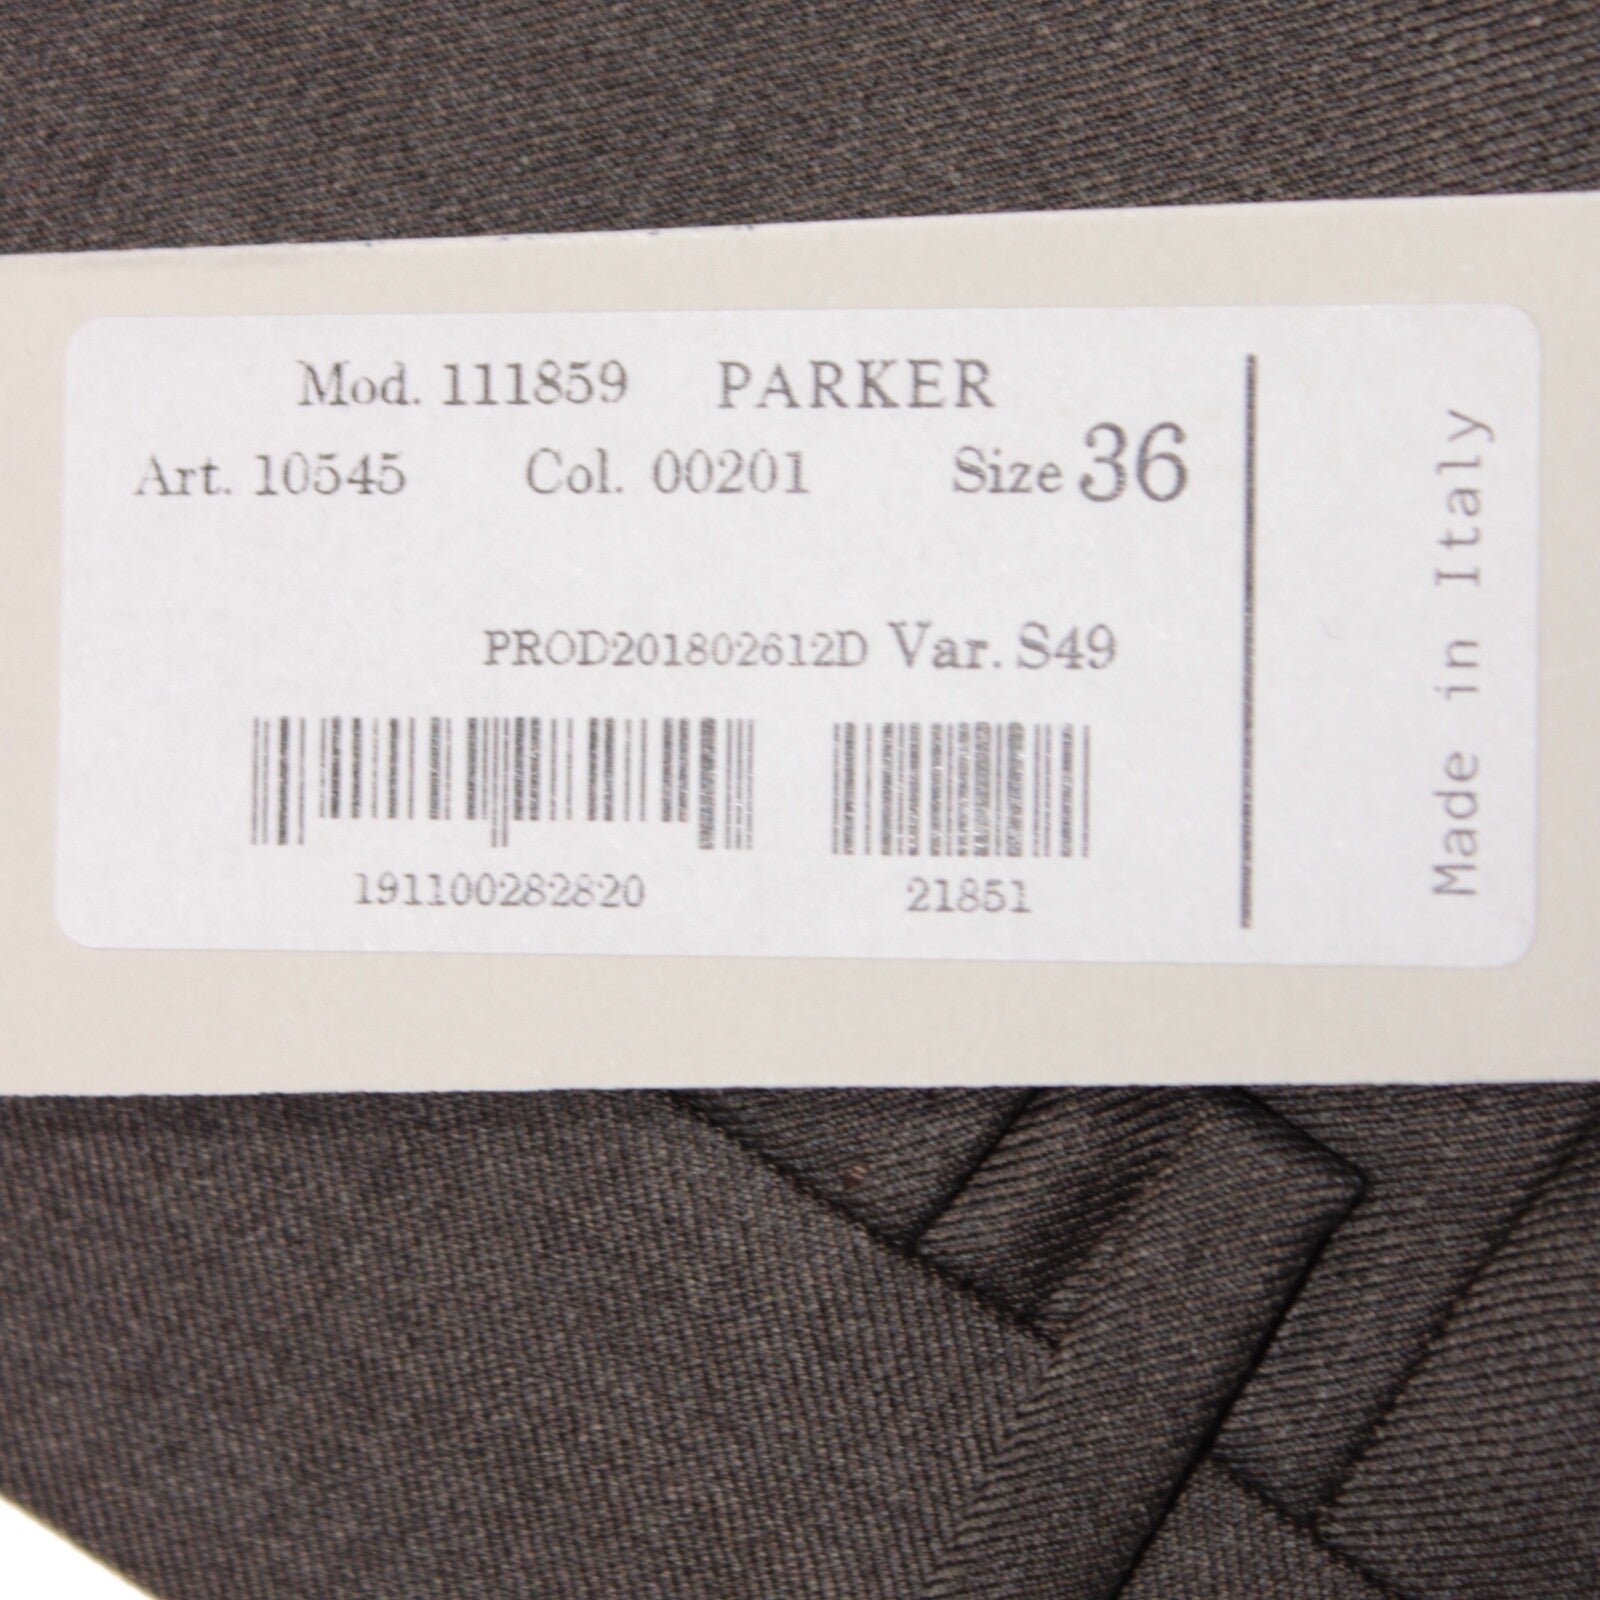 Mod. 111859 PARKER
Art. 10545 Col. 00201 Size 36
PROD201802612D Var. S49
191100282820 21851
Made in Italy